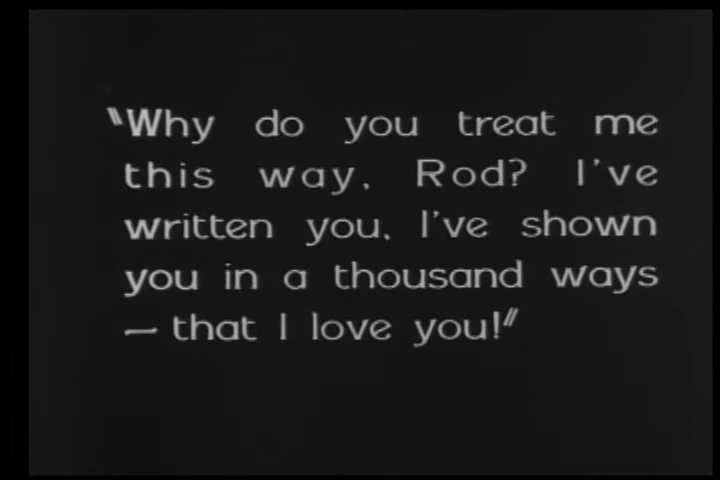 "Why do you treat me
this way, Rod? I've
written you, I've shown
you in a thousand ways
— that I love you!"